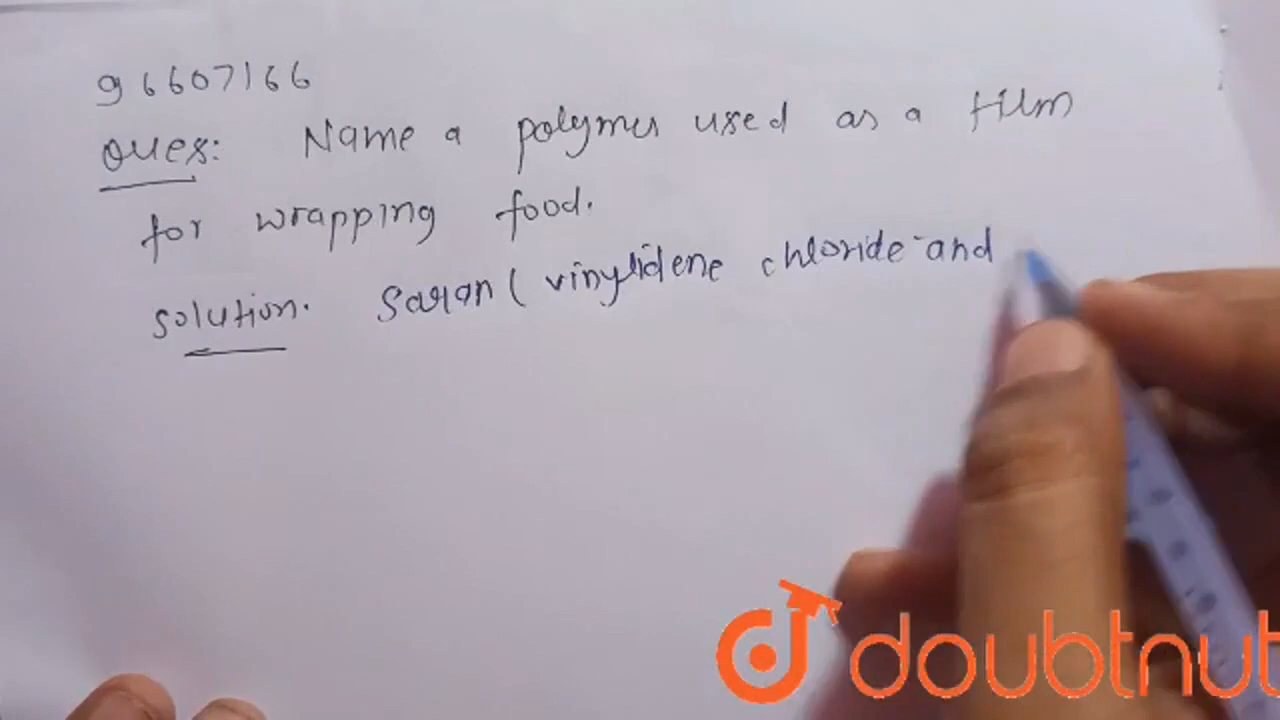 96607166
Ques: Name a polymer used as a film
for wrapping food.
solution. Saran (vinylidene chloride-and
doubtnut